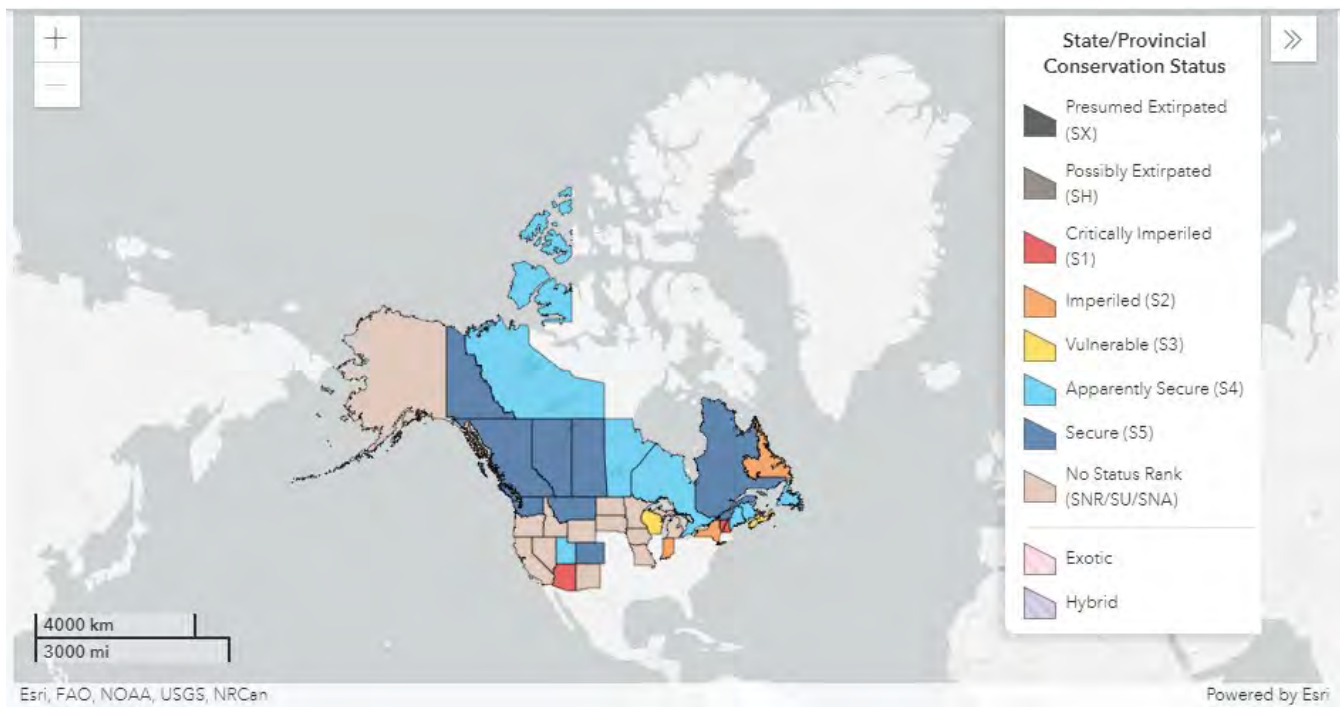 +
−
State/Provincial
Conservation Status
Presumed Extirpated
(SX)
Possibly Extirpated
(SH)
Critically Imperiled
(S1)
Imperiled (S2)
Vulnerable (S3)
Apparently Secure (S4)
Secure (S5)
No Status Rank
(SNR/SU/SNA)
Exotic
Hybrid
4000 km
3000 mi
Esri, FAO, NOAA, USGS, NRCan
Powered by Esri